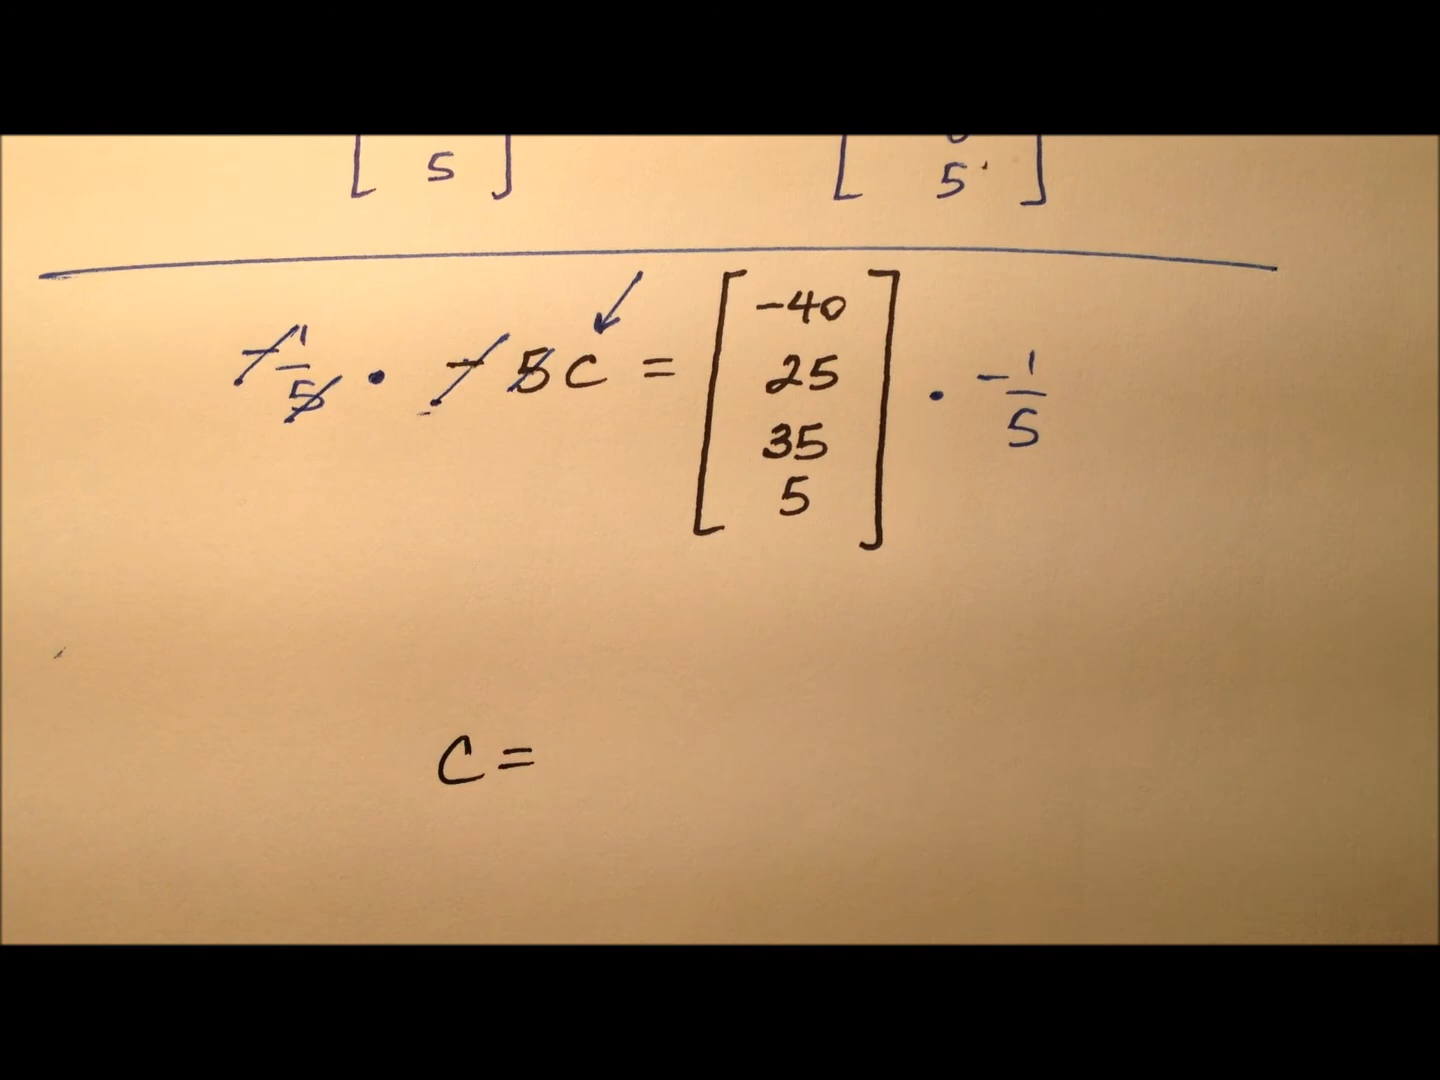 [ 5 ] [ 5 ]
-1/5 · -5C = [ -40 25 35 5 ] · -1/5
C =